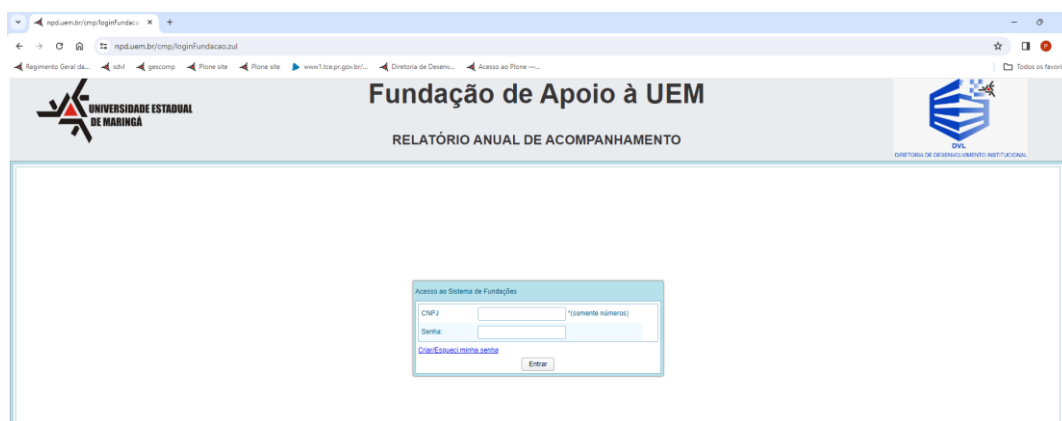 npd.uem.br/cmp/loginFundaca
npd.uem.br/cmp/loginFundacao.zul
Regimento Geral da... sdvl gescomp Plone site Plone site www1.tce.pr.gov.br/... Diretoria de Desenv... Acesso ao Plone —... Todos os favori
UNIVERSIDADE ESTADUAL
DE MARINGÁ
Fundação de Apoio à UEM
RELATÓRIO ANUAL DE ACOMPANHAMENTO
DVL
DIRETORIA DE DESENVOLVIMENTO INSTITUCIONAL
Acesso ao Sistema de Fundações
CNPJ *(somente números)
Senha:
Criar/Esqueci minha senha
Entrar